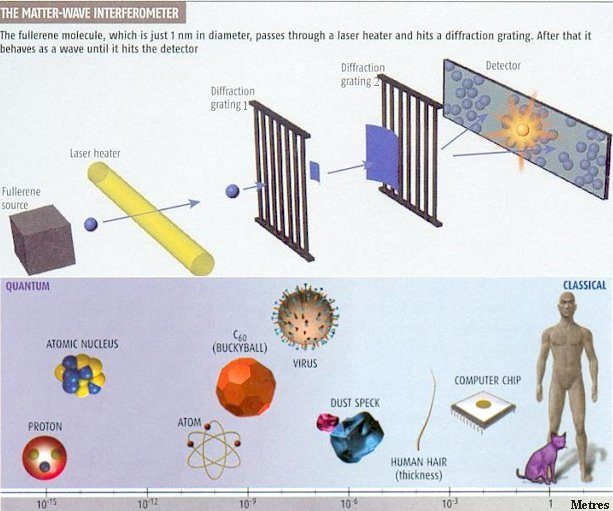 THE MATTER-WAVE INTERFEROMETER
The fullerene molecule, which is just 1 nm in diameter, passes through a laser heater and hits a diffraction grating. After that it
behaves as a wave until it hits the detector
Detector
Diffraction
grating 2
Diffraction
grating 1
Laser heater
Fullerene
source
QUANTUM
CLASSICAL
ATOMIC NUCLEUS
C60
(BUCKYBALL)
VIRUS
COMPUTER CHIP
DUST SPECK
PROTON
ATOM
HUMAN HAIR
(thickness)
10-15 10-12 10-9 10-6 10-3 1 Metres